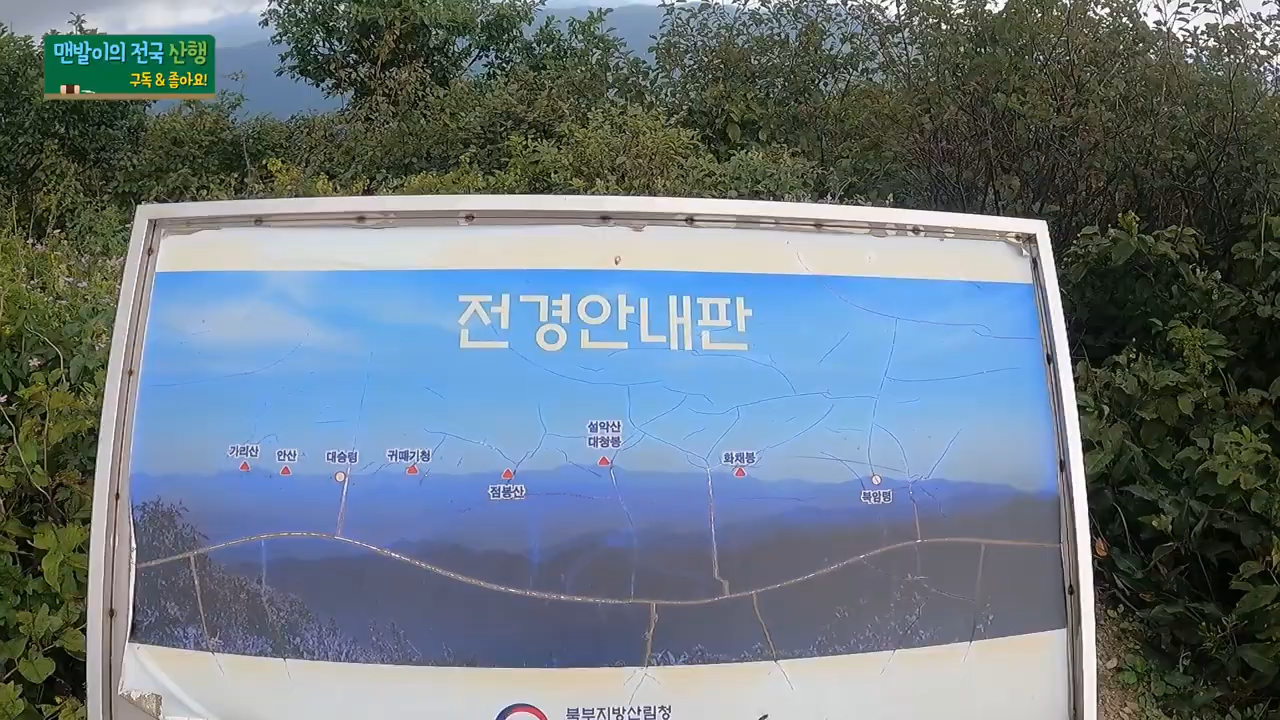 맨발이의 전국 산행
구독 & 좋아요!
전경안내판
가리산
안산
대승령
귀때기청
점봉산
설악산
대청봉
화채봉
북암령
북부지방산림청